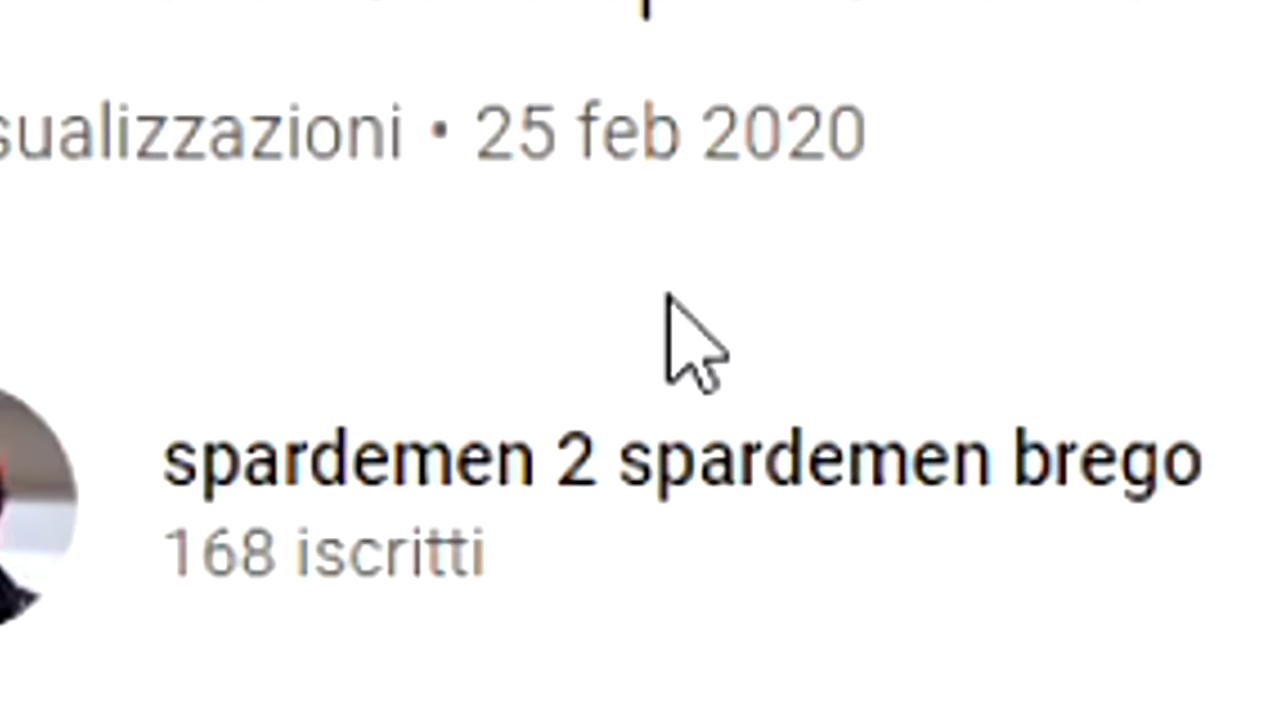 sualizzazioni • 25 feb 2020
spardemen 2 spardemen brego
168 iscritti